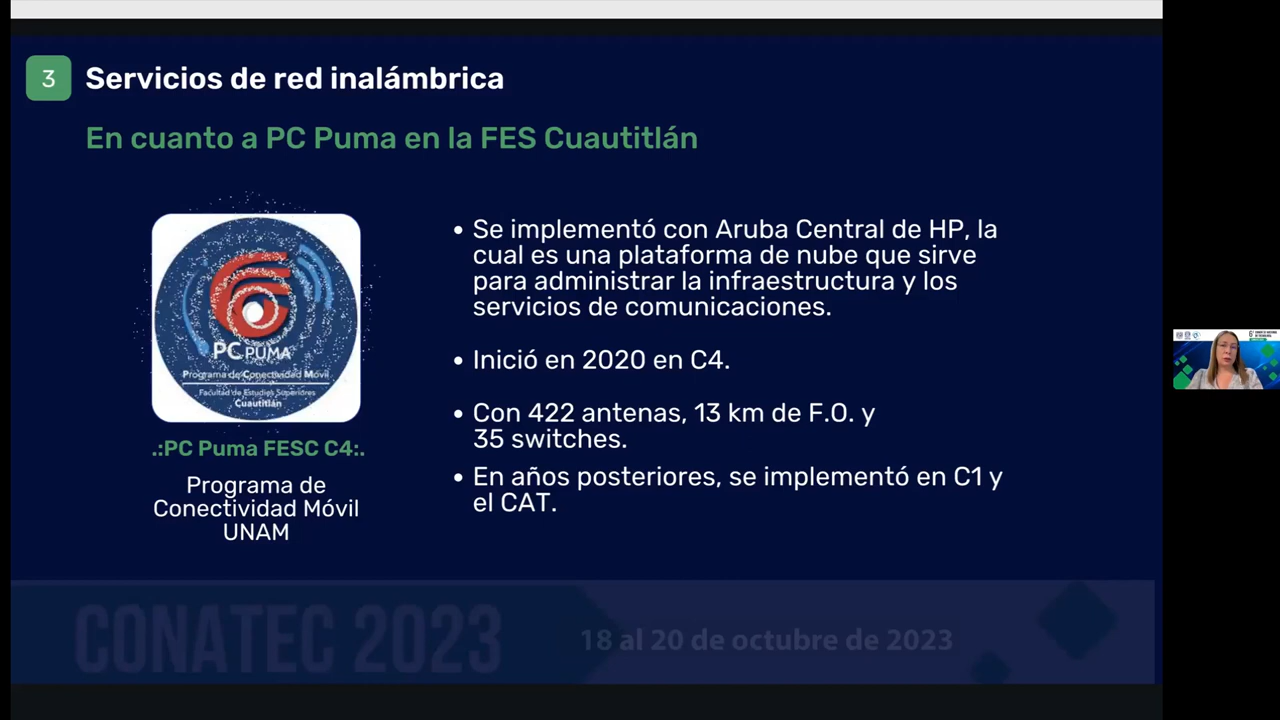 3
Servicios de red inalámbrica
En cuanto a PC Puma en la FES Cuautitlán
• Se implementó con Aruba Central de HP, la
cual es una plataforma de nube que sirve
para administrar la infraestructura y los
servicios de comunicaciones.
• Inició en 2020 en C4.
• Con 422 antenas, 13 km de F.O. y
35 switches.
• En años posteriores, se implementó en C1 y
el CAT.
PC PUMA
Programa de Conectividad Móvil
Facultad de Estudios Superiores
Cuautitlán
.:PC Puma FESC C4:.
Programa de
Conectividad Móvil
UNAM
CONATEC 2023
18 al 20 de octubre de 2023